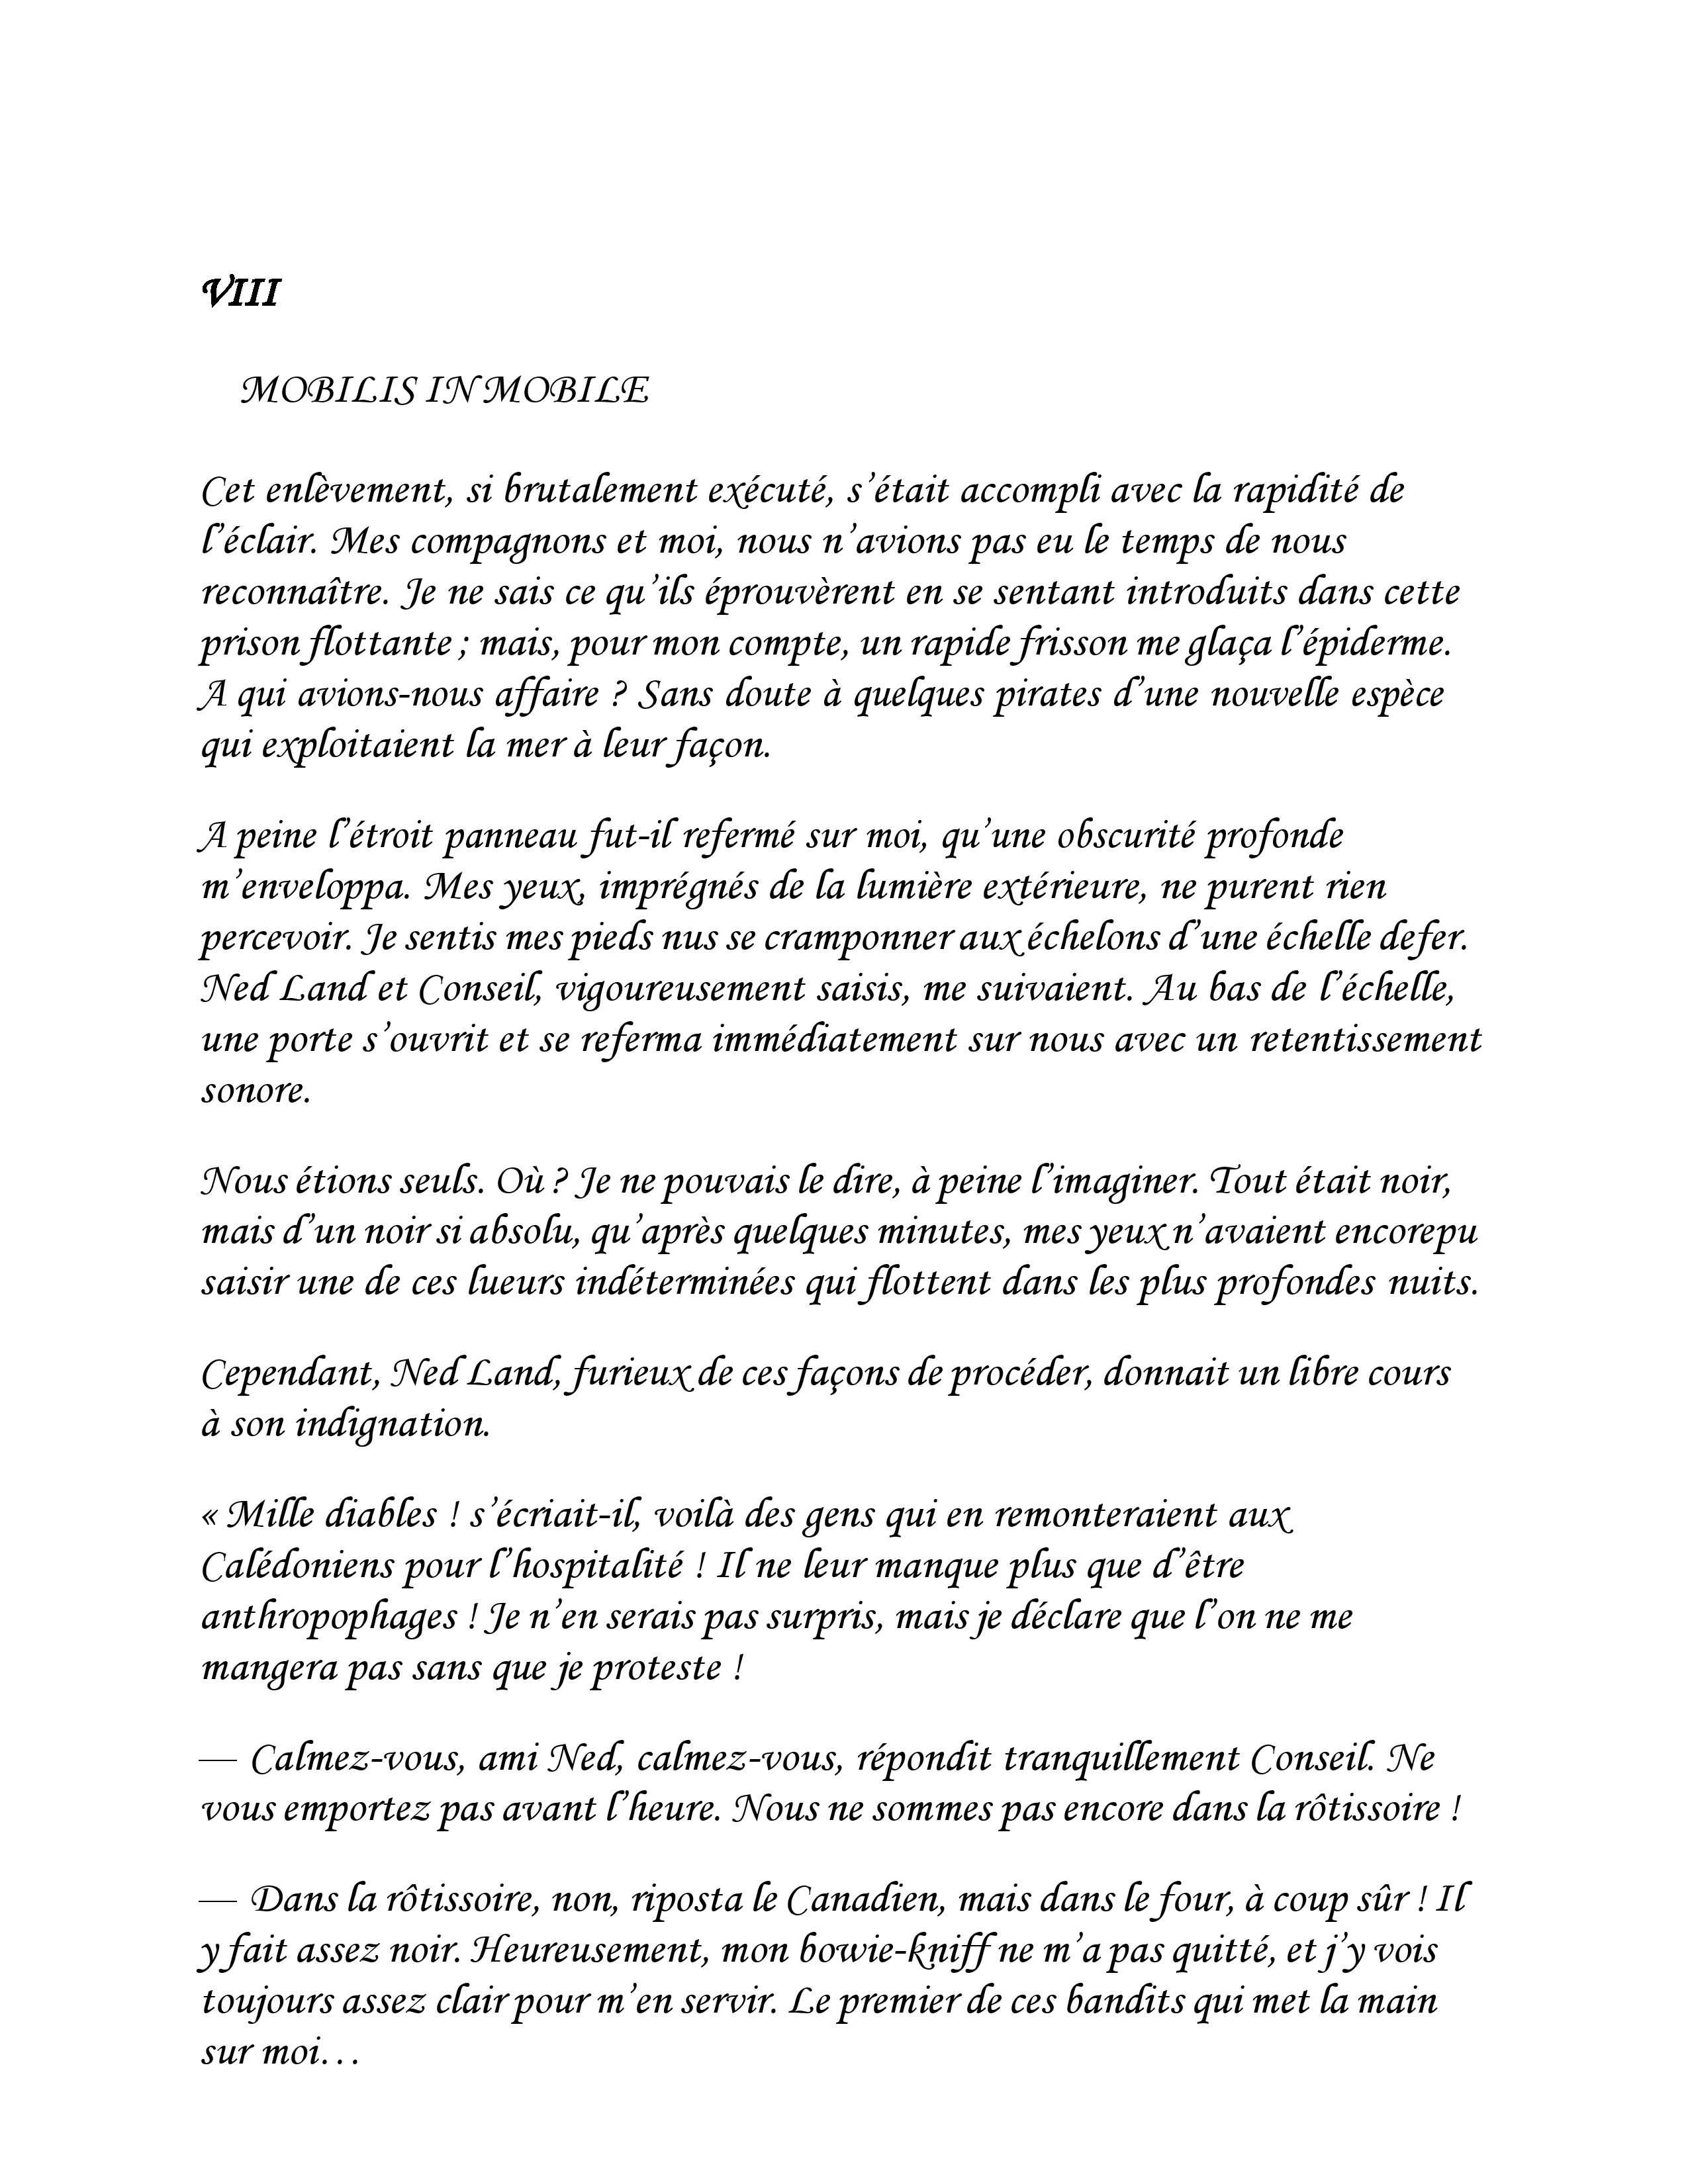 VIII
MOBILIS IN MOBILE
Cet enlèvement, si brutalement exécuté, s’était accompli avec la rapidité de
l’éclair. Mes compagnons et moi, nous n’avions pas eu le temps de nous
reconnaître. Je ne sais ce qu’ils éprouvèrent en se sentant introduits dans cette
prison flottante ; mais, pour mon compte, un rapide frisson me glaça l’épiderme.
A qui avions-nous affaire ? Sans doute à quelques pirates d’une nouvelle espèce
qui exploitaient la mer à leur façon.
A peine l’étroit panneau fut-il refermé sur moi, qu’une obscurité profonde
m’enveloppa. Mes yeux, imprégnés de la lumière extérieure, ne purent rien
percevoir. Je sentis mes pieds nus se cramponner aux échelons d’une échelle defer.
Ned Land et Conseil, vigoureusement saisis, me suivaient. Au bas de l’échelle,
une porte s’ouvrit et se referma immédiatement sur nous avec un retentissement
sonore.
Nous étions seuls. Où ? Je ne pouvais le dire, à peine l’imaginer. Tout était noir,
mais d’un noir si absolu, qu’après quelques minutes, mes yeux n’avaient encorepu
saisir une de ces lueurs indéterminées qui flottent dans les plus profondes nuits.
Cependant, Ned Land, furieux de ces façons de procéder, donnait un libre cours
à son indignation.
« Mille diables ! s’écriait-il, voilà des gens qui en remonteraient aux
Calédoniens pour l’hospitalité ! Il ne leur manque plus que d’être
anthropophages ! Je n’en serais pas surpris, mais je déclare que l’on ne me
mangera pas sans que je proteste !
— Calmez-vous, ami Ned, calmez-vous, répondit tranquillement Conseil. Ne
vous emportez pas avant l’heure. Nous ne sommes pas encore dans la rôtissoire !
— Dans la rôtissoire, non, riposta le Canadien, mais dans le four, à coup sûr ! Il
y fait assez noir. Heureusement, mon bowie-kniff ne m’a pas quitté, et j’y vois
toujours assez clair pour m’en servir. Le premier de ces bandits qui met la main
sur moi…